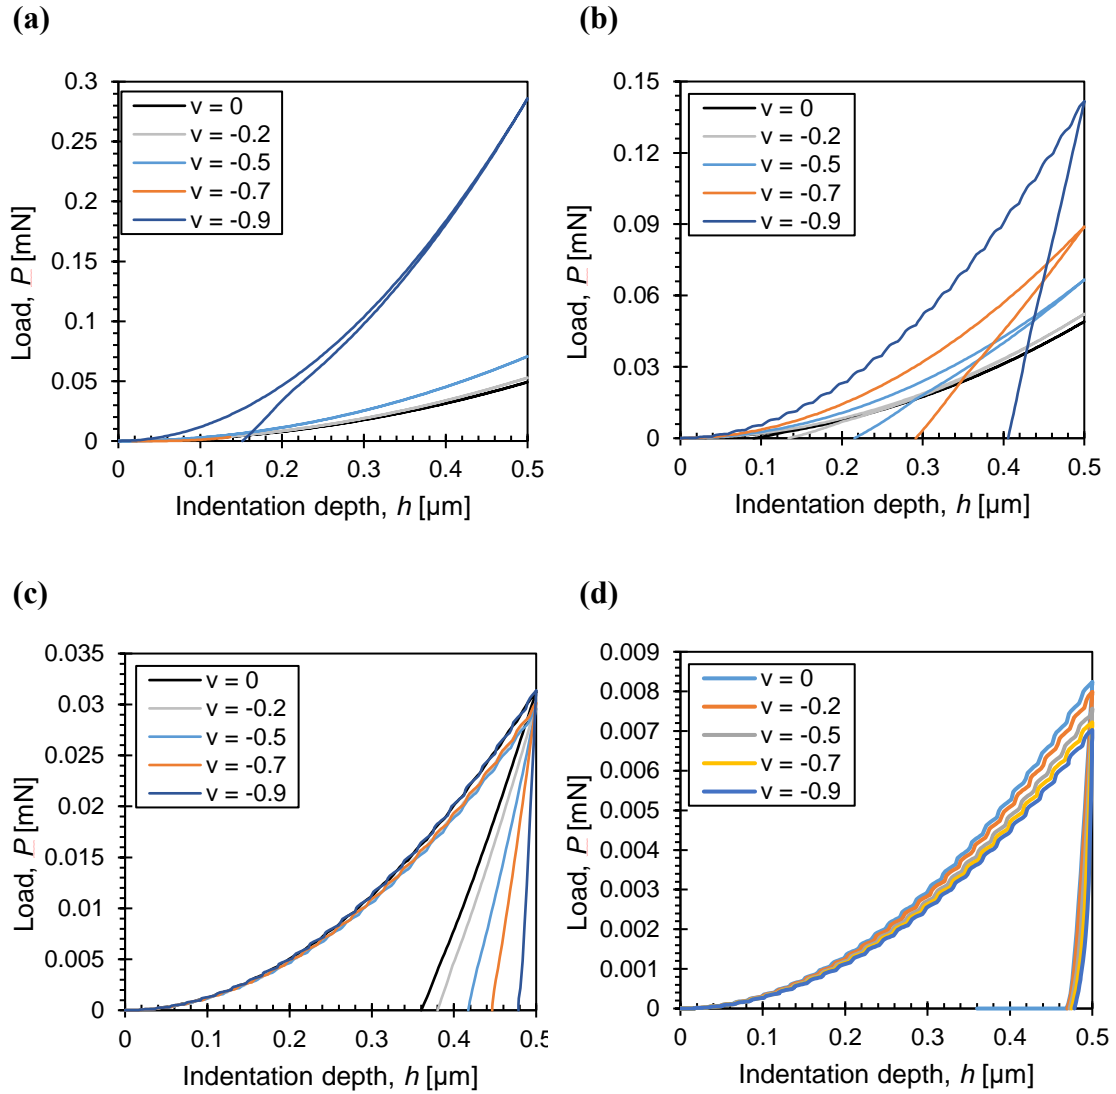 (a)
0.3
0.25
0.2
0.15
0.1
0.05
0
Load, P [mN]
v = 0
v = -0.2
v = -0.5
v = -0.7
v = -0.9
0 0.1 0.2 0.3 0.4 0.5
Indentation depth, h [µm]
(b)
0.15
0.12
0.09
0.06
0.03
0
Load, P [mN]
v = 0
v = -0.2
v = -0.5
v = -0.7
v = -0.9
0 0.1 0.2 0.3 0.4 0.5
Indentation depth, h [µm]
(c)
0.035
0.03
0.025
0.02
0.015
0.01
0.005
0
Load, P [mN]
v = 0
v = -0.2
v = -0.5
v = -0.7
v = -0.9
0 0.1 0.2 0.3 0.4 0.5
Indentation depth, h [µm]
(d)
0.009
0.008
0.007
0.006
0.005
0.004
0.003
0.002
0.001
0
Load, P [mN]
v = 0
v = -0.2
v = -0.5
v = -0.7
v = -0.9
0 0.1 0.2 0.3 0.4 0.5
Indentation depth, h [µm]